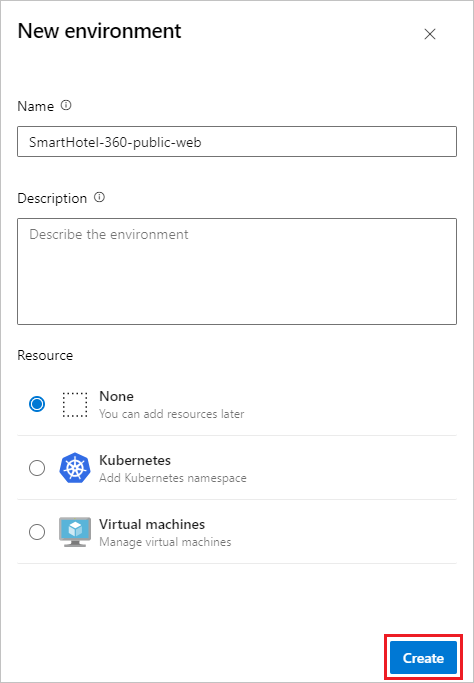 New environment
Name
SmartHotel-360-public-web
Description
Describe the environment
Resource
None
You can add resources later
Kubernetes
Add Kubernetes namespace
Virtual machines
Manage virtual machines
Create